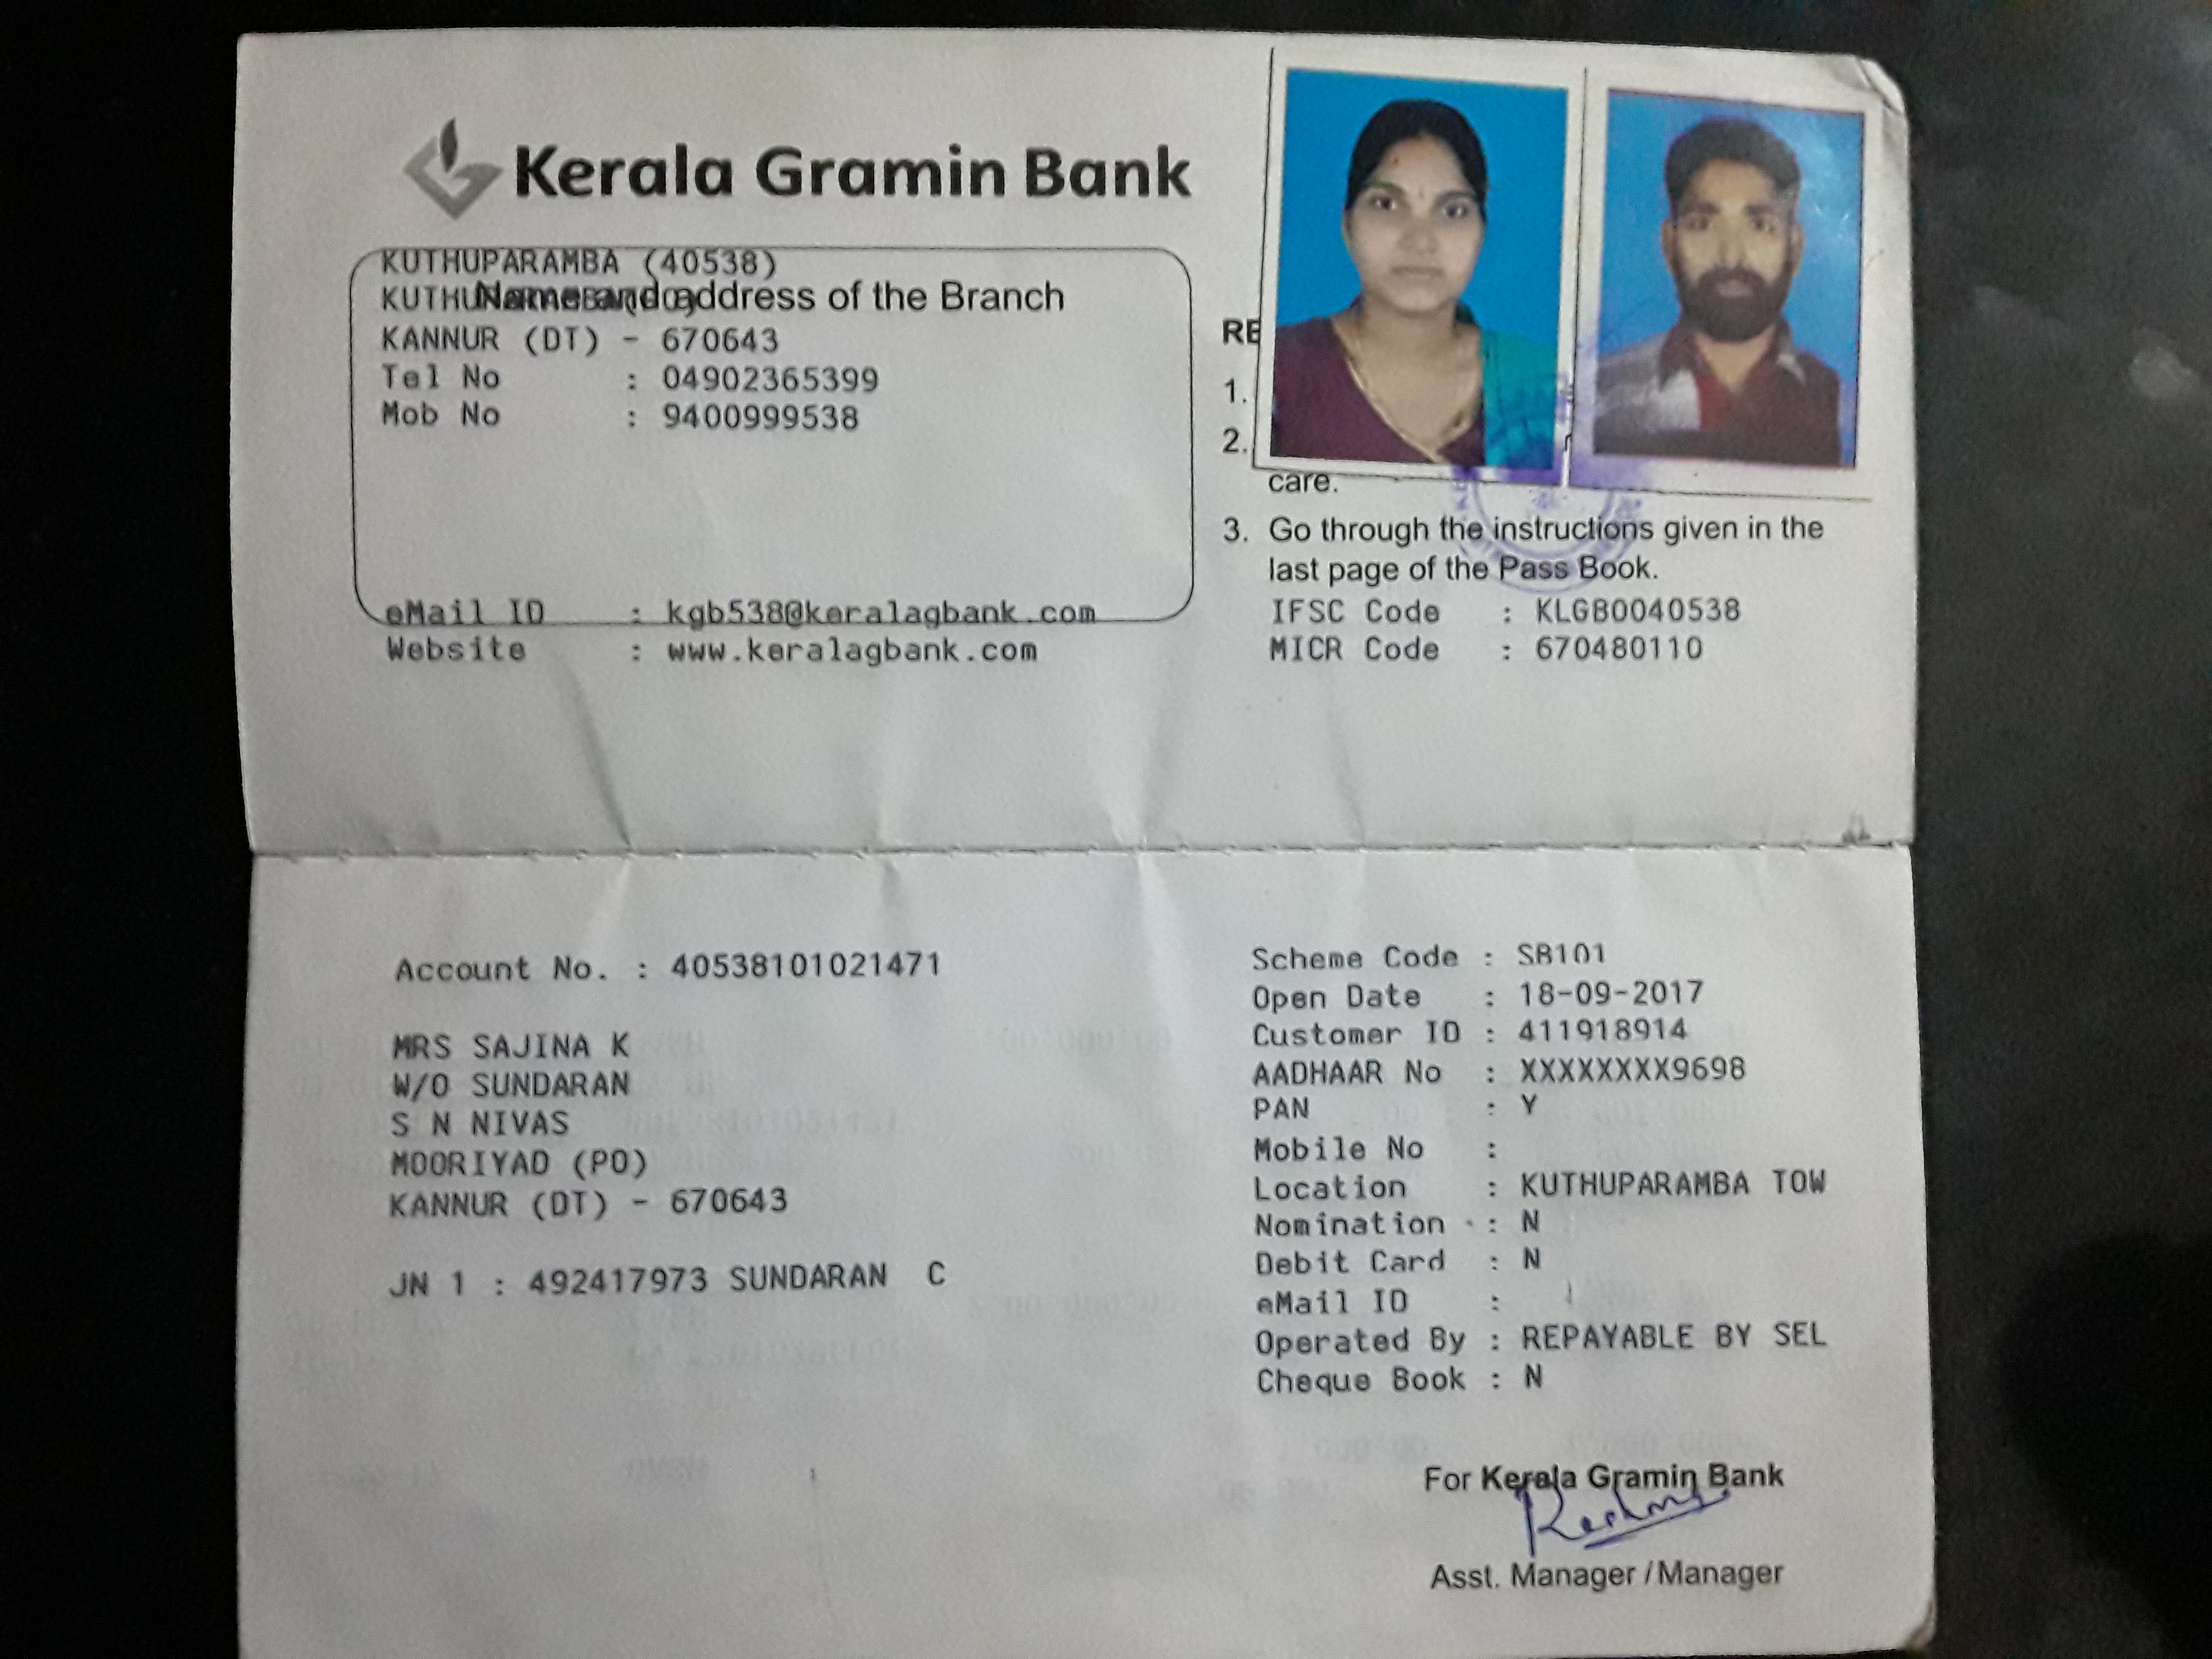 Kerala Gramin Bank
KUTHUPARAMBA (40538)
Name and address of the Branch
KANNUR (DT) - 670643
Tel No : 04902365399
Mob No : 9400999538
eMail ID : kgb538@keralagbank.com
Website : www.keralagbank.com
RE
1.
2.
care.
3. Go through the instructions given in the
last page of the Pass Book.
IFSC Code : KLGB0040538
MICR Code : 670480110
Account No. : 40538101021471
MRS SAJINA K
W/O SUNDARAN
S N NIVAS
MOORIYAD (PO)
KANNUR (DT) - 670643
JN 1 : 492417973 SUNDARAN C
Scheme Code : SB101
Open Date : 18-09-2017
Customer ID : 411918914
AADHAAR No : XXXXXXXX9698
PAN : Y
Mobile No :
Location : KUTHUPARAMBA TOW
Nomination : N
Debit Card : N
eMail ID :
Operated By : REPAYABLE BY SEL
Cheque Book : N
For Kerala Gramin Bank
Asst. Manager / Manager